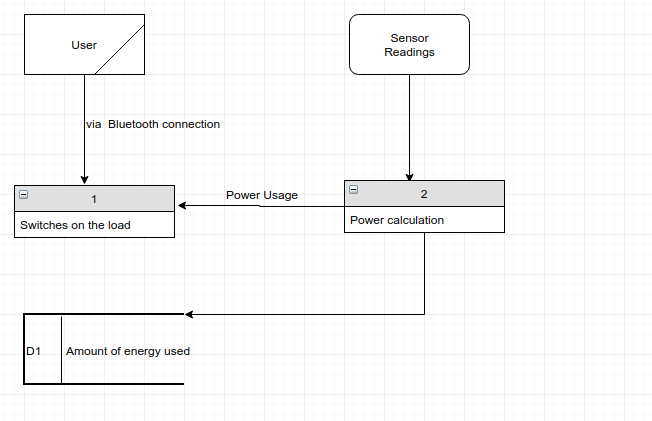 User
Sensor
Readings
via  Bluetooth connection
1
Switches on the load
Power Usage
2
Power calculation
D1
Amount of energy used